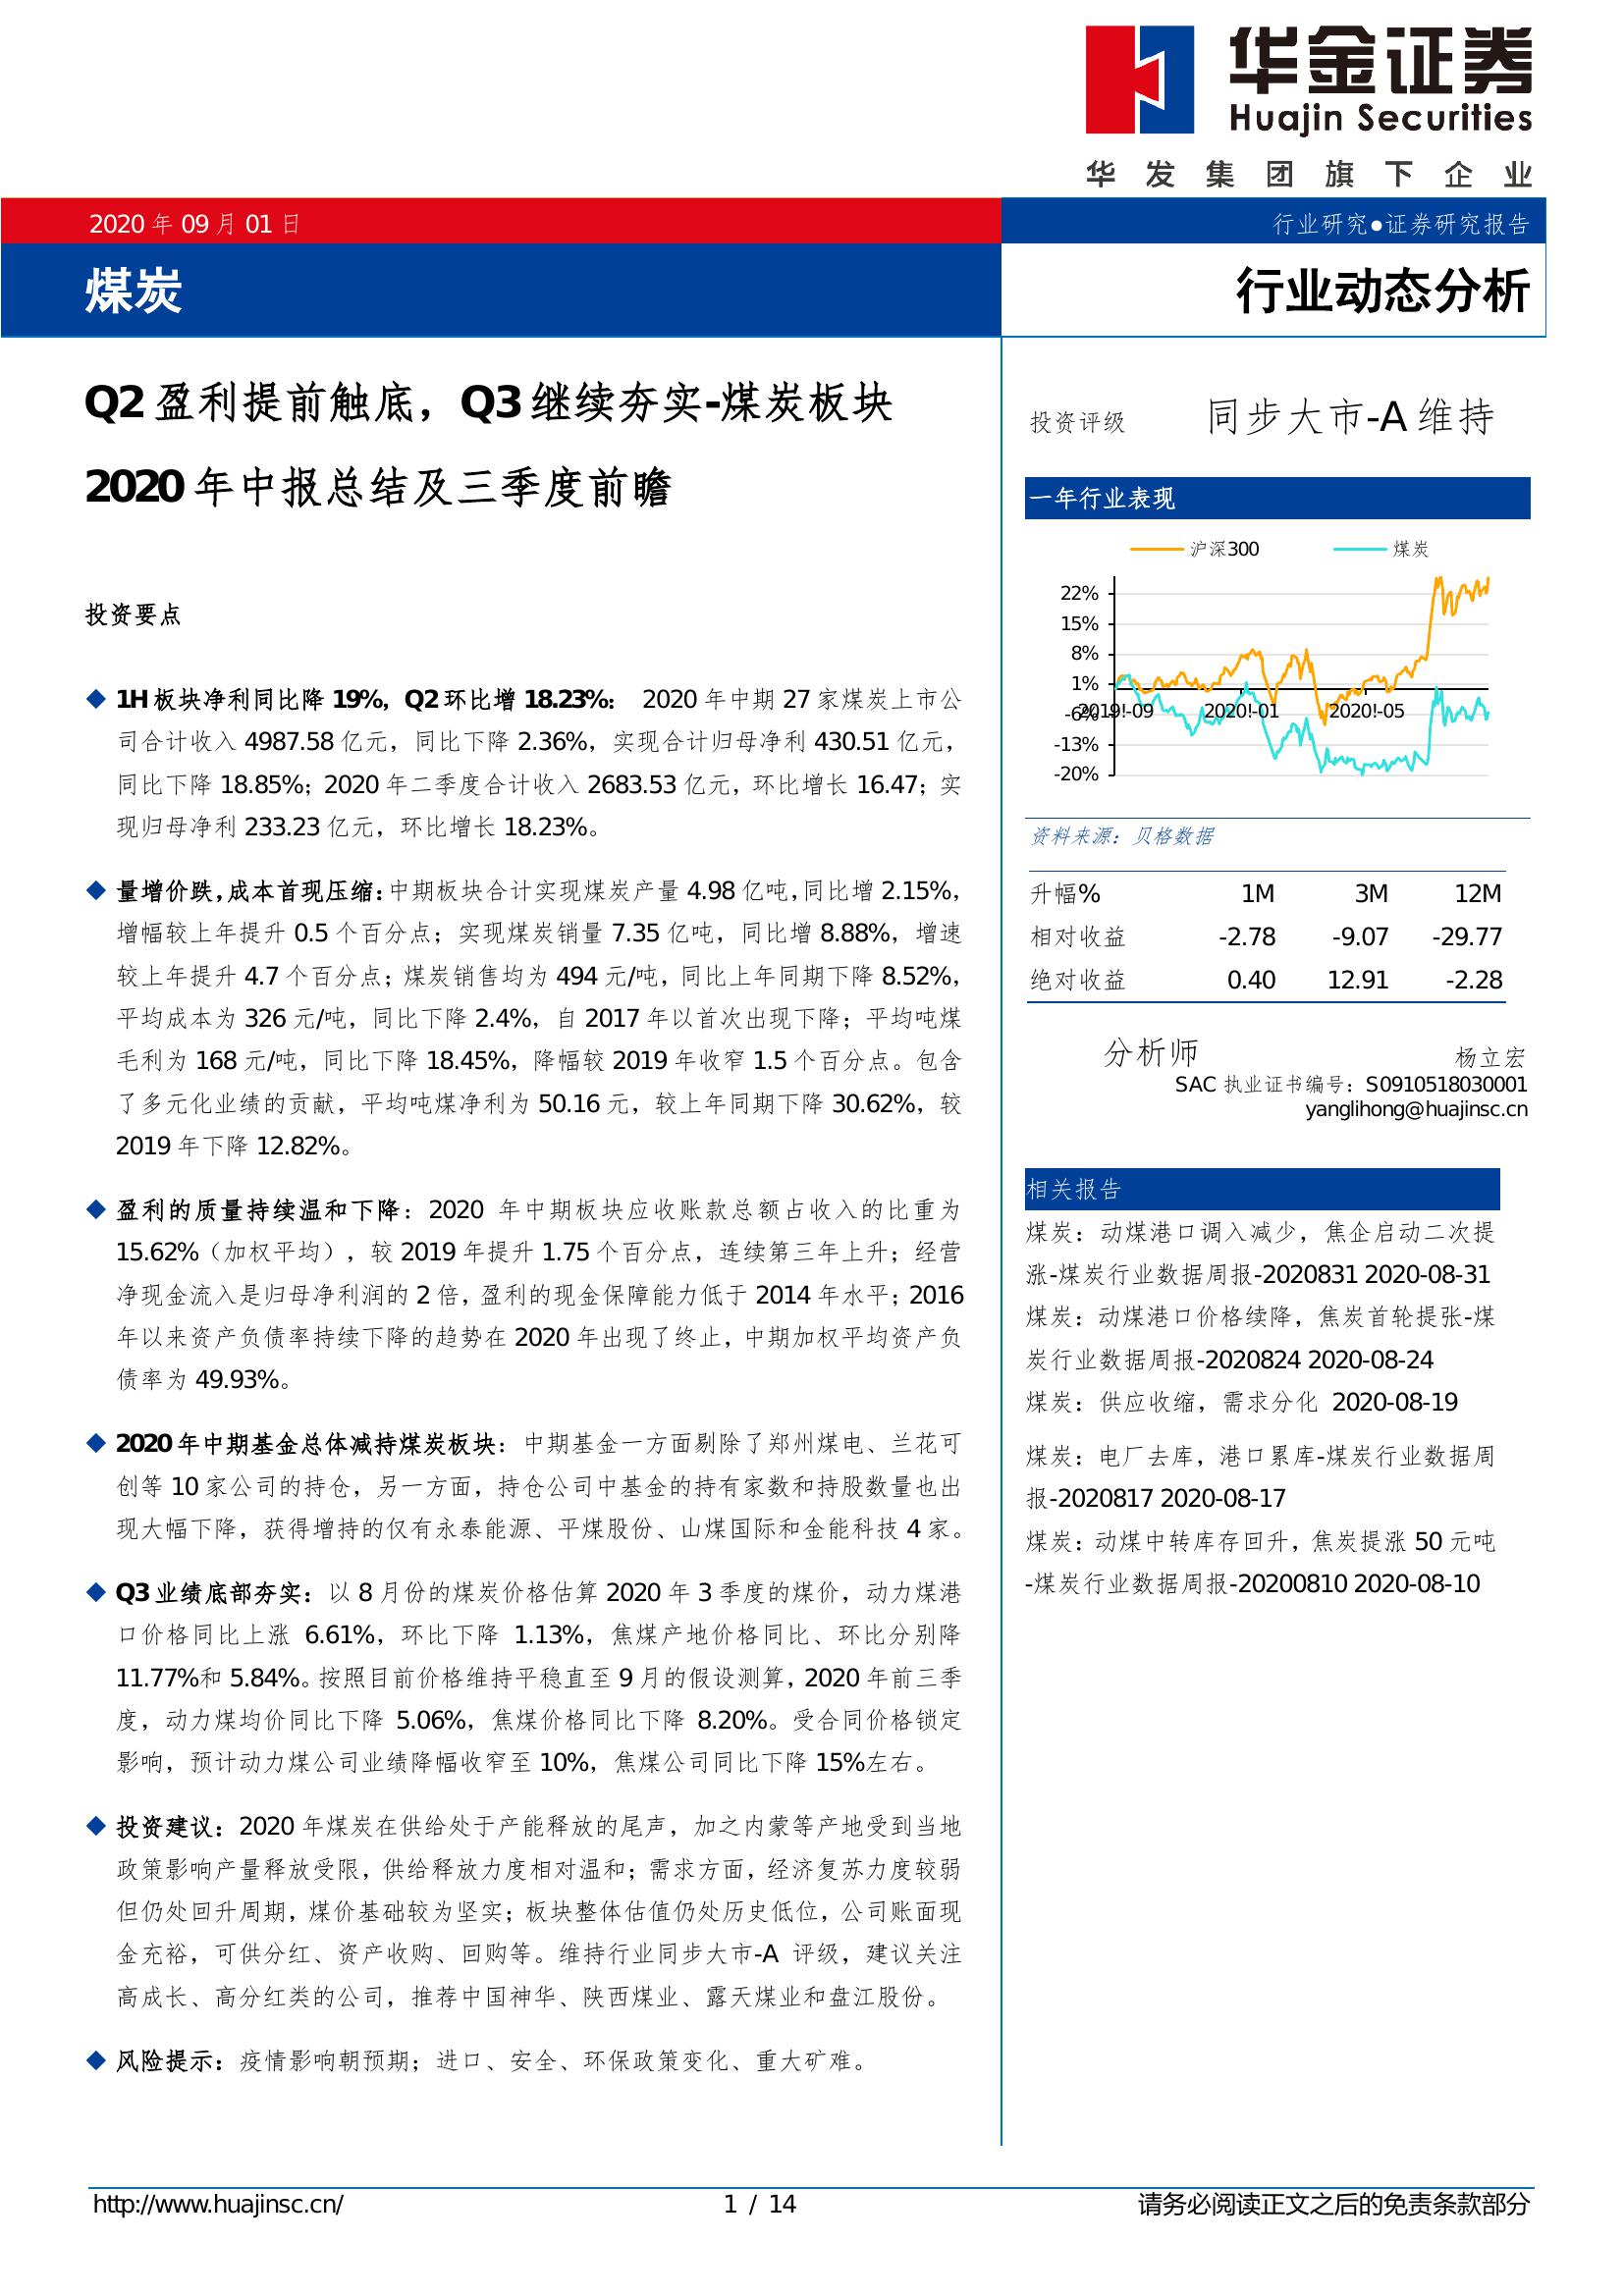 华金证券
Huajin Securities
华发集团旗下企业
2020 年 09 月 01 日
行业研究●证券研究报告
煤炭
行业动态分析
Q2 盈利提前触底，Q3 继续夯实-煤炭板块
2020 年中报总结及三季度前瞻
投资要点
◆ 1H 板块净利同比降 19%，Q2 环比增 18.23%： 2020 年中期 27 家煤炭上市公
司合计收入 4987.58 亿元，同比下降 2.36%，实现合计归母净利 430.51 亿元，
同比下降 18.85%；2020 年二季度合计收入 2683.53 亿元，环比增长 16.47；实
现归母净利 233.23 亿元，环比增长 18.23%。
◆ 量增价跌，成本首现压缩：中期板块合计实现煤炭产量 4.98 亿吨，同比增 2.15%，
增幅较上年提升 0.5 个百分点；实现煤炭销量 7.35 亿吨，同比增 8.88%，增速
较上年提升 4.7 个百分点；煤炭销售均为 494 元/吨，同比上年同期下降 8.52%，
平均成本为 326 元/吨，同比下降 2.4%，自 2017 年以首次出现下降；平均吨煤
毛利为 168 元/吨，同比下降 18.45%，降幅较 2019 年收窄 1.5 个百分点。包含
了多元化业绩的贡献，平均吨煤净利为 50.16 元，较上年同期下降 30.62%，较
2019 年下降 12.82%。
◆ 盈利的质量持续温和下降：2020 年中期板块应收账款总额占收入的比重为
15.62%（加权平均），较 2019 年提升 1.75 个百分点，连续第三年上升；经营
净现金流入是归母净利润的 2 倍，盈利的现金保障能力低于 2014 年水平；2016
年以来资产负债率持续下降的趋势在 2020 年出现了终止，中期加权平均资产负
债率为 49.93%。
◆ 2020 年中期基金总体减持煤炭板块：中期基金一方面剔除了郑州煤电、兰花可
创等 10 家公司的持仓，另一方面，持仓公司中基金的持有家数和持股数量也出
现大幅下降，获得增持的仅有永泰能源、平煤股份、山煤国际和金能科技 4 家。
◆ Q3 业绩底部夯实：以 8 月份的煤炭价格估算 2020 年 3 季度的煤价，动力煤港
口价格同比上涨 6.61%，环比下降 1.13%，焦煤产地价格同比、环比分别降
11.77%和 5.84%。按照目前价格维持平稳直至 9 月的假设测算，2020 年前三季
度，动力煤均价同比下降 5.06%，焦煤价格同比下降 8.20%。受合同价格锁定
影响，预计动力煤公司业绩降幅收窄至 10%，焦煤公司同比下降 15%左右。
◆ 投资建议：2020 年煤炭在供给处于产能释放的尾声，加之内蒙等产地受到当地
政策影响产量释放受限，供给释放力度相对温和；需求方面，经济复苏力度较弱
但仍处回升周期，煤价基础较为坚实；板块整体估值仍处历史低位，公司账面现
金充裕，可供分红、资产收购、回购等。维持行业同步大市-A 评级，建议关注
高成长、高分红类的公司，推荐中国神华、陕西煤业、露天煤业和盘江股份。
◆ 风险提示：疫情影响朝预期；进口、安全、环保政策变化、重大矿难。
投资评级 同步大市-A 维持
一年行业表现
沪深300 煤炭
22%
15%
8%
1%
-6%
-13%
-20%
2019!-09 2020!-01 2020!-05
资料来源：贝格数据
升幅% 1M 3M 12M
相对收益 -2.78 -9.07 -29.77
绝对收益 0.40 12.91 -2.28
分析师 杨立宏
SAC 执业证书编号：S0910518030001
yanglihong@huajinsc.cn
相关报告
煤炭：动煤港口调入减少，焦企启动二次提
涨-煤炭行业数据周报-2020831 2020-08-31
煤炭：动煤港口价格续降，焦炭首轮提张-煤
炭行业数据周报-2020824 2020-08-24
煤炭：供应收缩，需求分化 2020-08-19
煤炭：电厂去库，港口累库-煤炭行业数据周
报-2020817 2020-08-17
煤炭：动煤中转库存回升，焦炭提涨 50 元吨
-煤炭行业数据周报-20200810 2020-08-10
http://www.huajinsc.cn/ 1 / 14 请务必阅读正文之后的免责条款部分